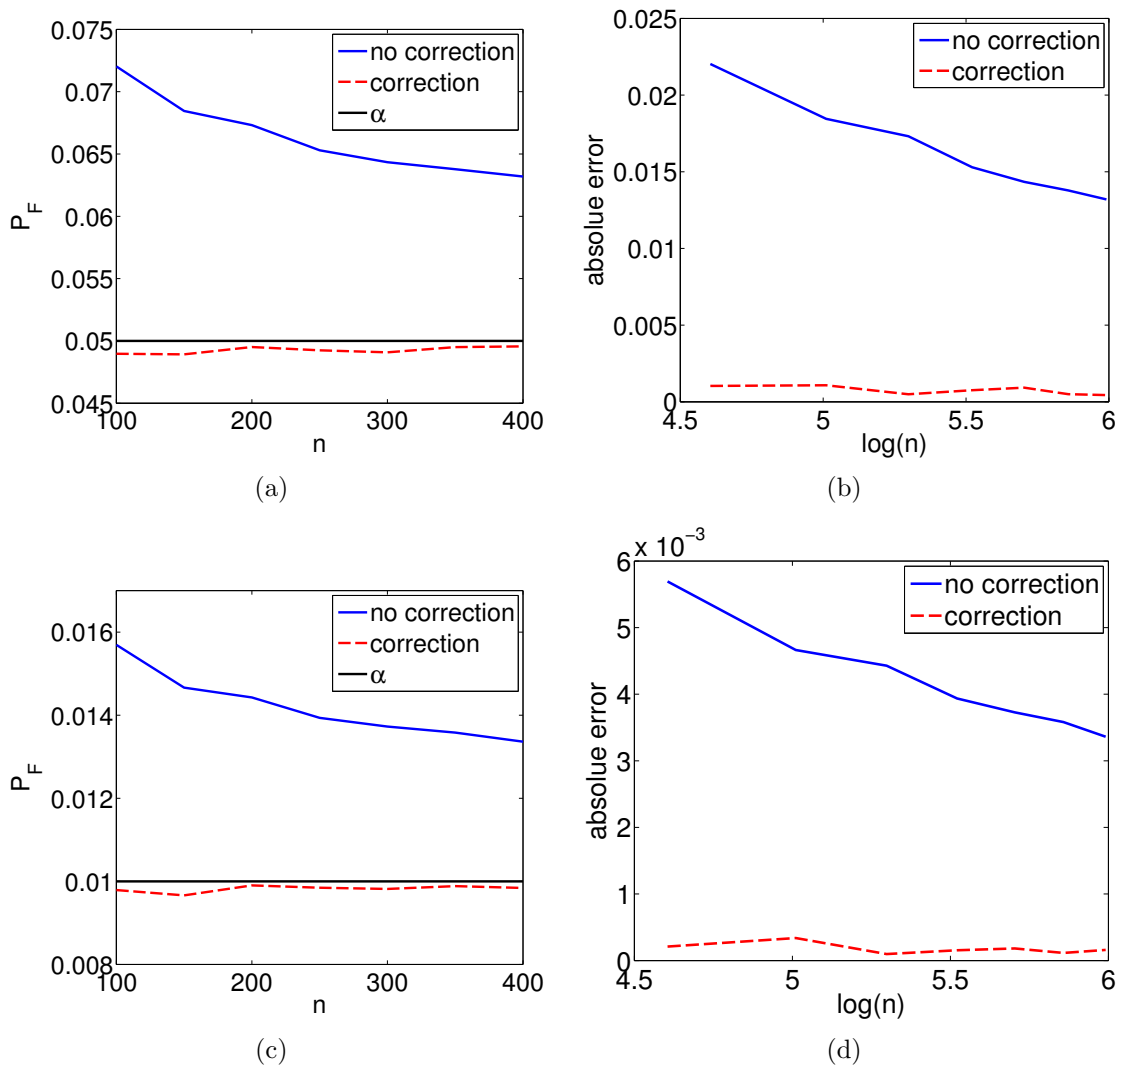 0.075
0.07
0.065
0.06
0.055
0.05
0.045
P_F
100
200
300
400
n
no correction
correction
α
(a)
0.025
0.02
0.015
0.01
0.005
0
absolue error
4.5
5
5.5
6
log(n)
no correction
correction
(b)
0.016
0.014
0.012
0.01
0.008
P_F
100
200
300
400
n
no correction
correction
α
(c)
x 10^-3
6
5
4
3
2
1
0
absolue error
4.5
5
5.5
6
log(n)
no correction
correction
(d)